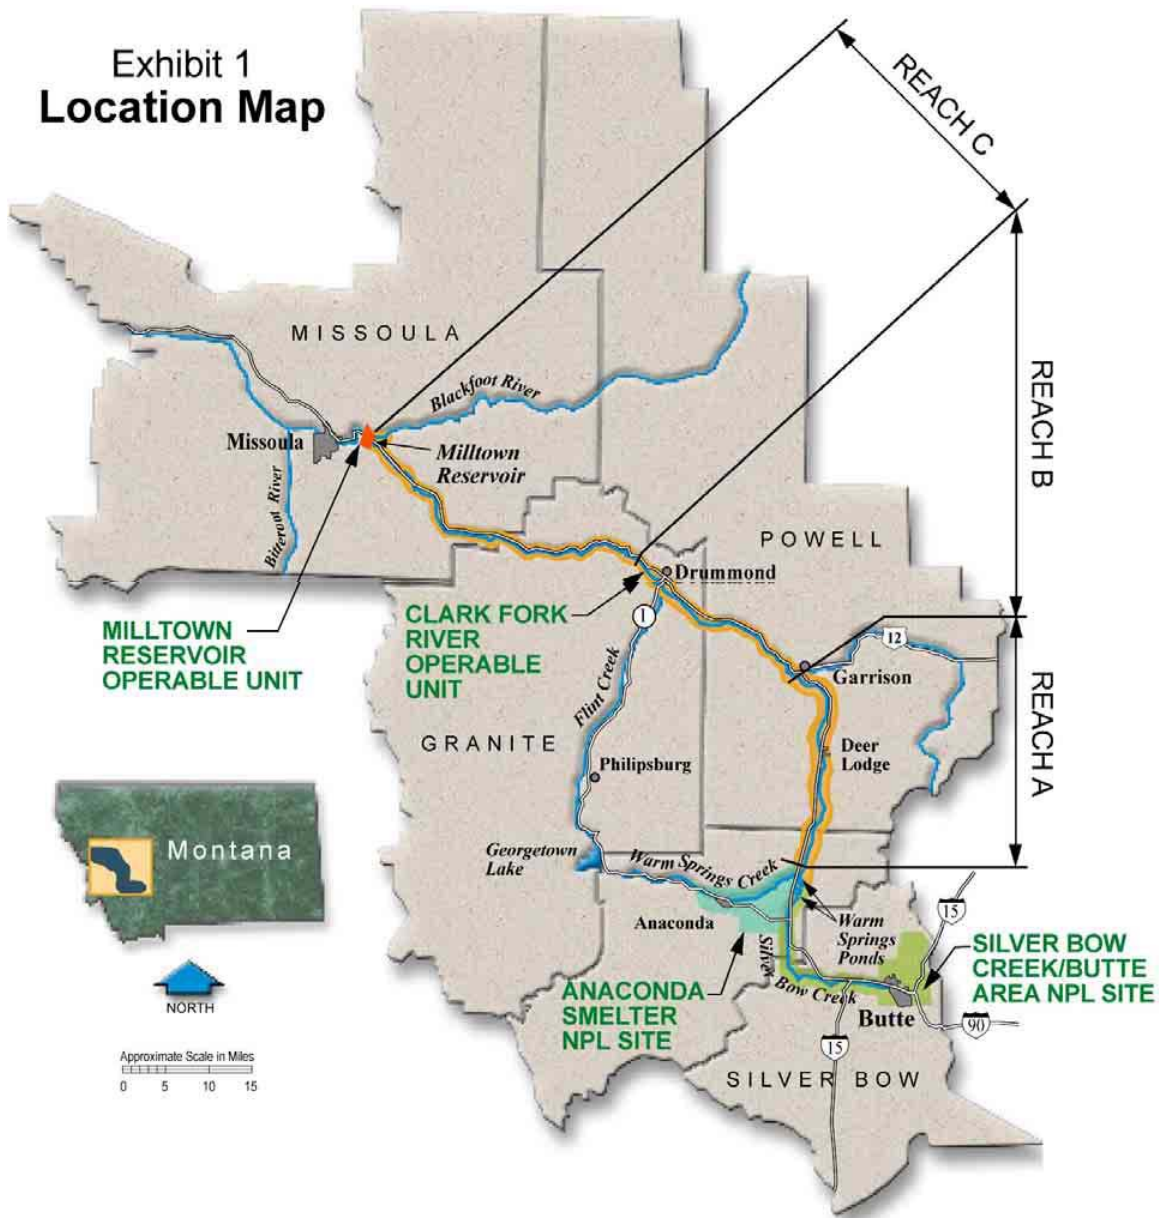 Exhibit 1
Location Map
REACH C
REACH B
REACH A
MISSOULA
Blackfoot River
Missoula
Milltown
Reservoir
Bitteroot River
POWELL
Drummond
MILLTOWN
RESERVOIR
OPERABLE UNIT
CLARK FORK
RIVER
OPERABLE
UNIT
1
12
Garrison
Flint Creek
GRANITE
Deer
Lodge
Philipsburg
Montana
Georgetown
Lake
Warm Springs Creek
Anaconda
Warm
Springs
Ponds
15
Silver Bow Creek
SILVER BOW
CREEK/BUTTE
AREA NPL SITE
ANACONDA
SMELTER
NPL SITE
Butte
90
15
NORTH
SILVER BOW
Approximate Scale in Miles
0 5 10 15